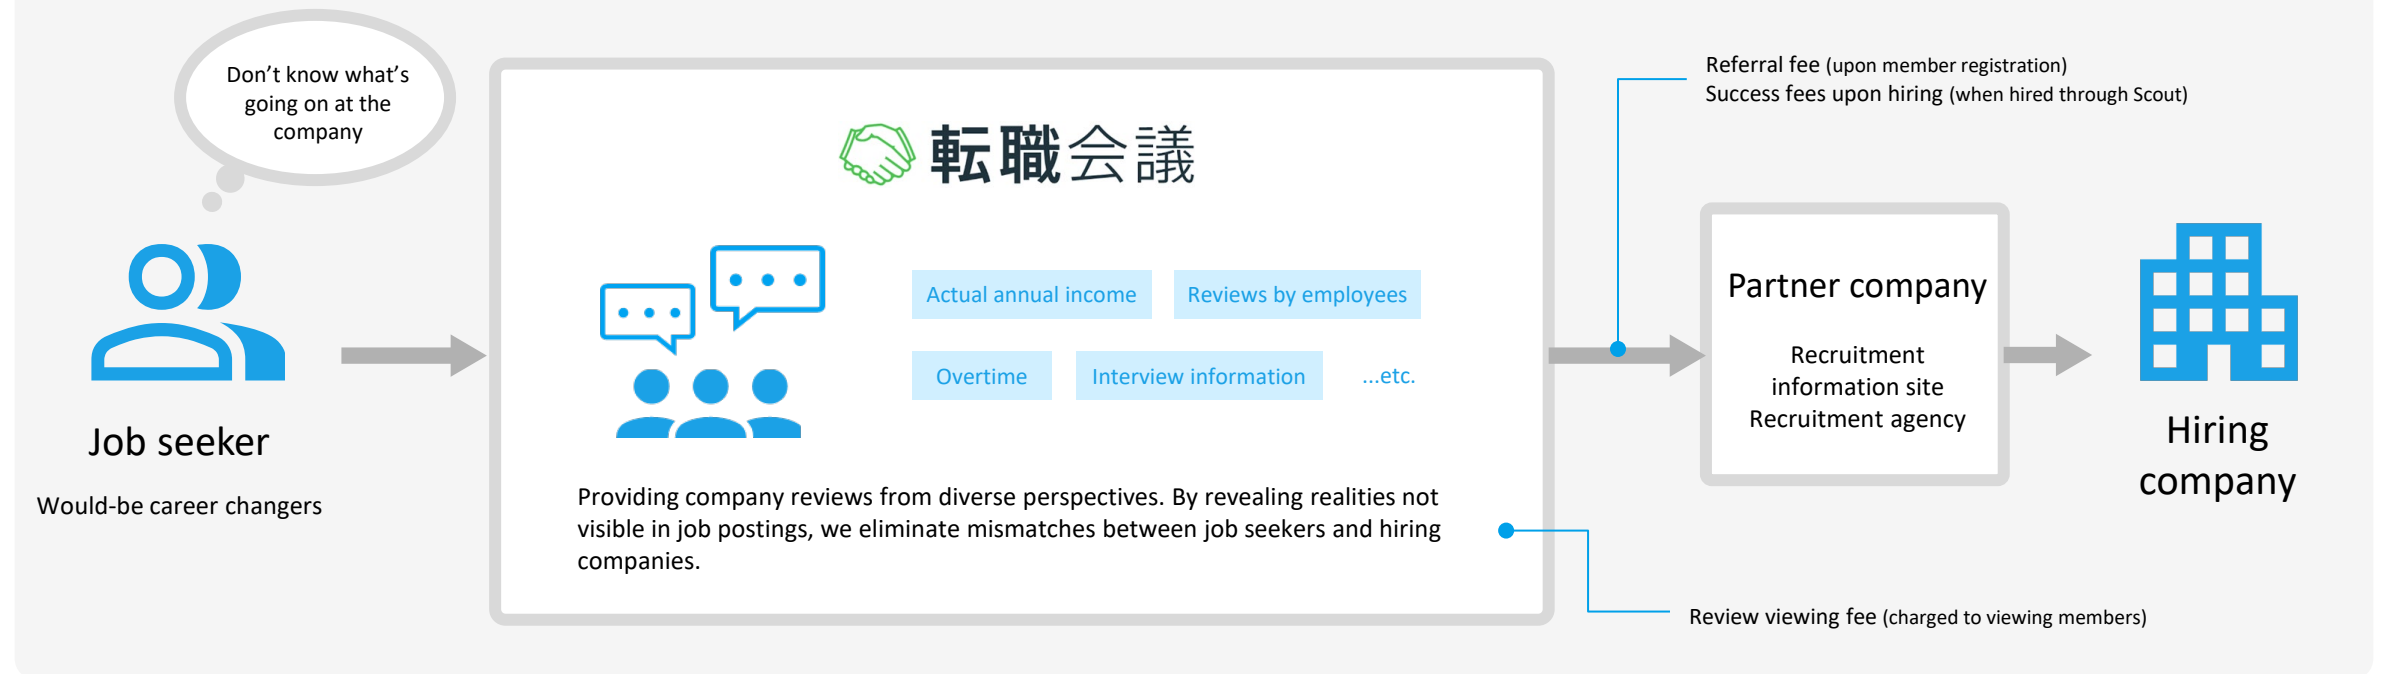 Don’t know what’s
going on at the
company
Job seeker
Would-be career changers
転職会議
Actual annual income
Reviews by employees
Overtime
Interview information
...etc.
Providing company reviews from diverse perspectives. By revealing realities not
visible in job postings, we eliminate mismatches between job seekers and hiring
companies.
Referral fee (upon member registration)
Success fees upon hiring (when hired through Scout)
Partner company
Recruitment
information site
Recruitment agency
Hiring
company
Review viewing fee (charged to viewing members)